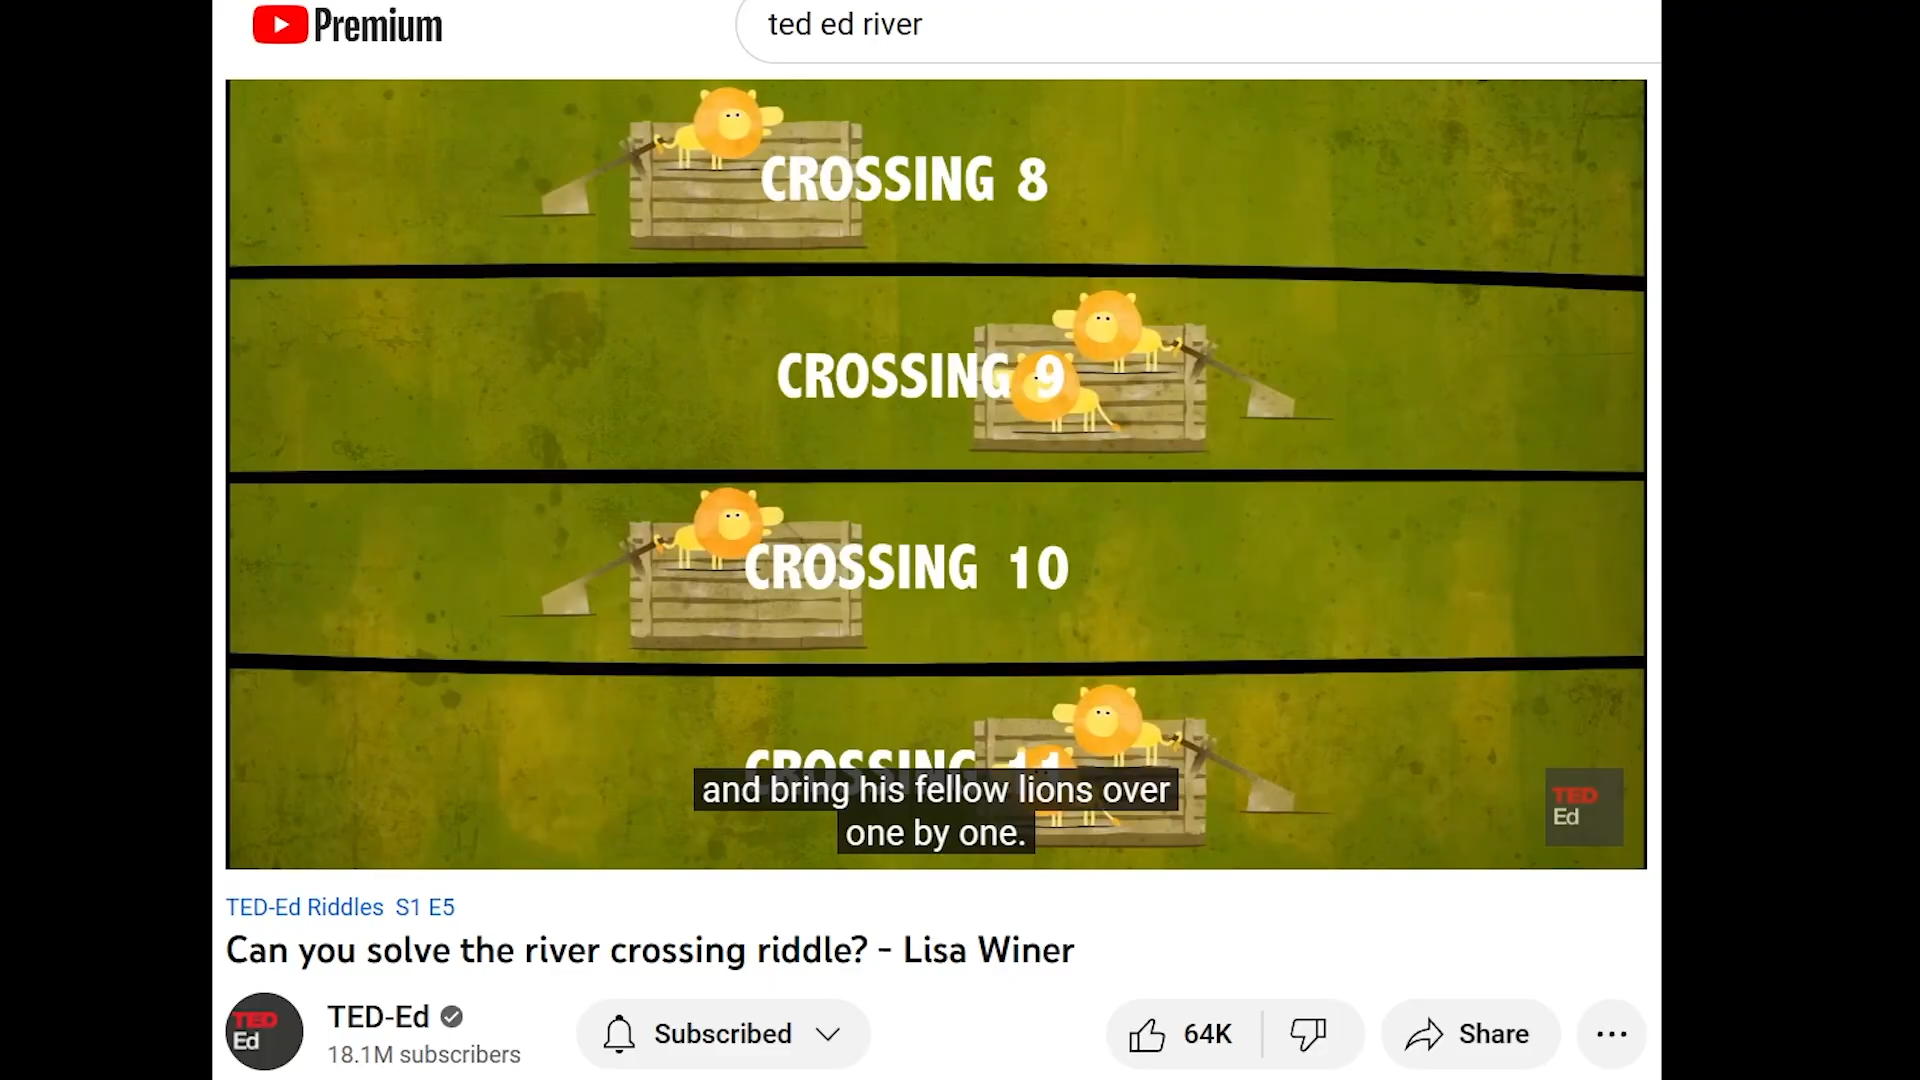 Premium
ted ed river
CROSSING 8
CROSSING 9
CROSSING 10
CROSSING 11
and bring his fellow lions over
one by one.
TED
Ed
TED-Ed Riddles S1 E5
Can you solve the river crossing riddle? - Lisa Winer
TED
Ed
TED-Ed
18.1M subscribers
Subscribed
64K
Share